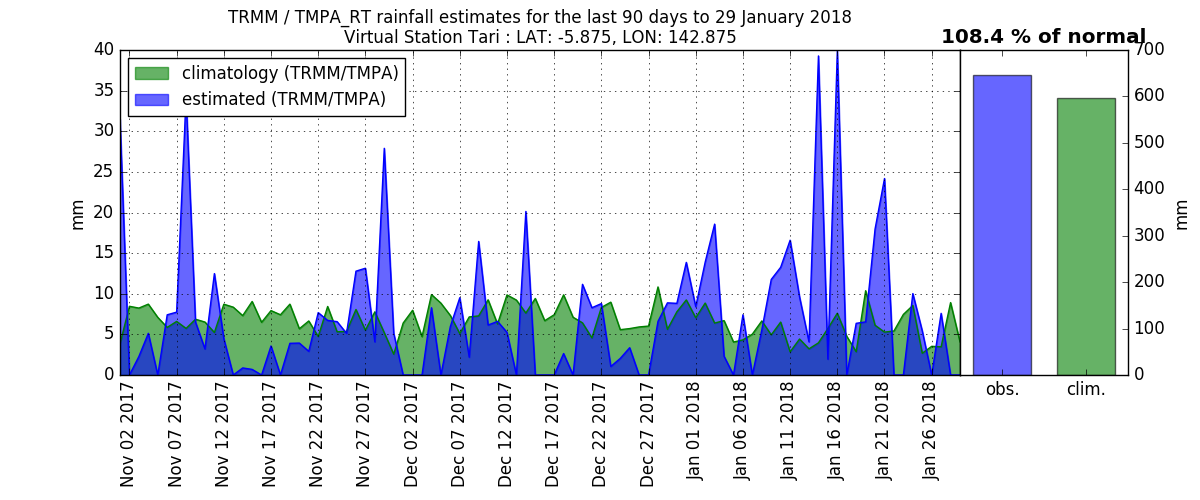 TRMM / TMPA_RT rainfall estimates for the last 90 days to 29 January 2018
Virtual Station Tari : LAT: -5.875, LON: 142.875
108.4 % of normal
climatology (TRMM/TMPA)
estimated (TRMM/TMPA)
40
35
30
25
20
15
10
5
0
mm
Nov 02 2017
Nov 07 2017
Nov 12 2017
Nov 17 2017
Nov 22 2017
Nov 27 2017
Dec 02 2017
Dec 07 2017
Dec 12 2017
Dec 17 2017
Dec 22 2017
Dec 27 2017
Jan 01 2018
Jan 06 2018
Jan 11 2018
Jan 16 2018
Jan 21 2018
Jan 26 2018
obs.
clim.
700
600
500
400
300
200
100
0
mm